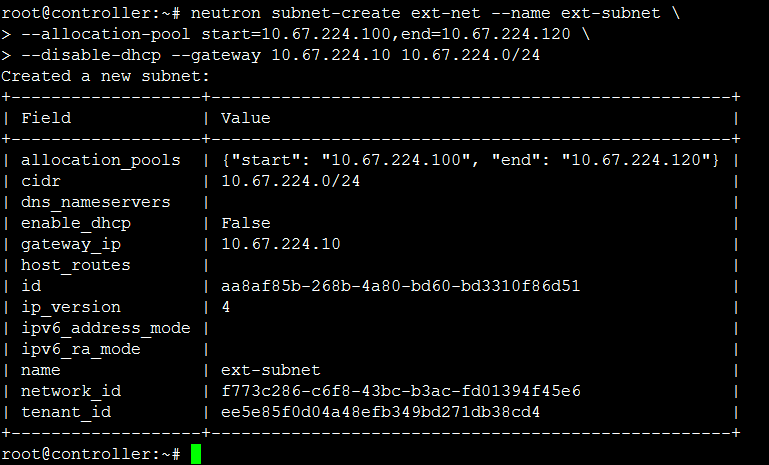 root@controller:~# neutron subnet-create ext-net --name ext-subnet \
> --allocation-pool start=10.67.224.100,end=10.67.224.120 \
> --disable-dhcp --gateway 10.67.224.10 10.67.224.0/24
Created a new subnet:
+-------------------+----------------------------------------------------+
| Field             | Value                                              |
+-------------------+----------------------------------------------------+
| allocation_pools  | {"start": "10.67.224.100", "end": "10.67.224.120"} |
| cidr              | 10.67.224.0/24                                     |
| dns_nameservers   |                                                    |
| enable_dhcp       | False                                              |
| gateway_ip        | 10.67.224.10                                       |
| host_routes       |                                                    |
| id                | aa8af85b-268b-4a80-bd60-bd3310f86d51               |
| ip_version        | 4                                                  |
| ipv6_address_mode |                                                    |
| ipv6_ra_mode      |                                                    |
| name              | ext-subnet                                         |
| network_id        | f773c286-c6f8-43bc-b3ac-fd01394f45e6               |
| tenant_id         | ee5e85f0d04a48efb349bd271db38cd4                   |
+-------------------+----------------------------------------------------+
root@controller:~#